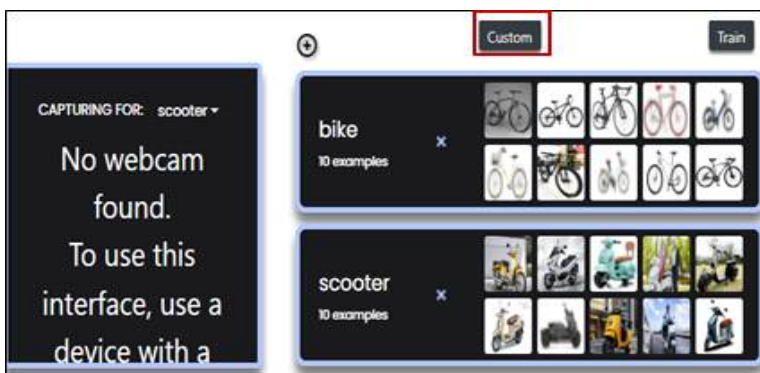 Custom
Train
CAPTURING FOR: scooter
No webcam
found.
To use this
interface, use a
device with a
bike
10 examples
x
scooter
10 examples
x